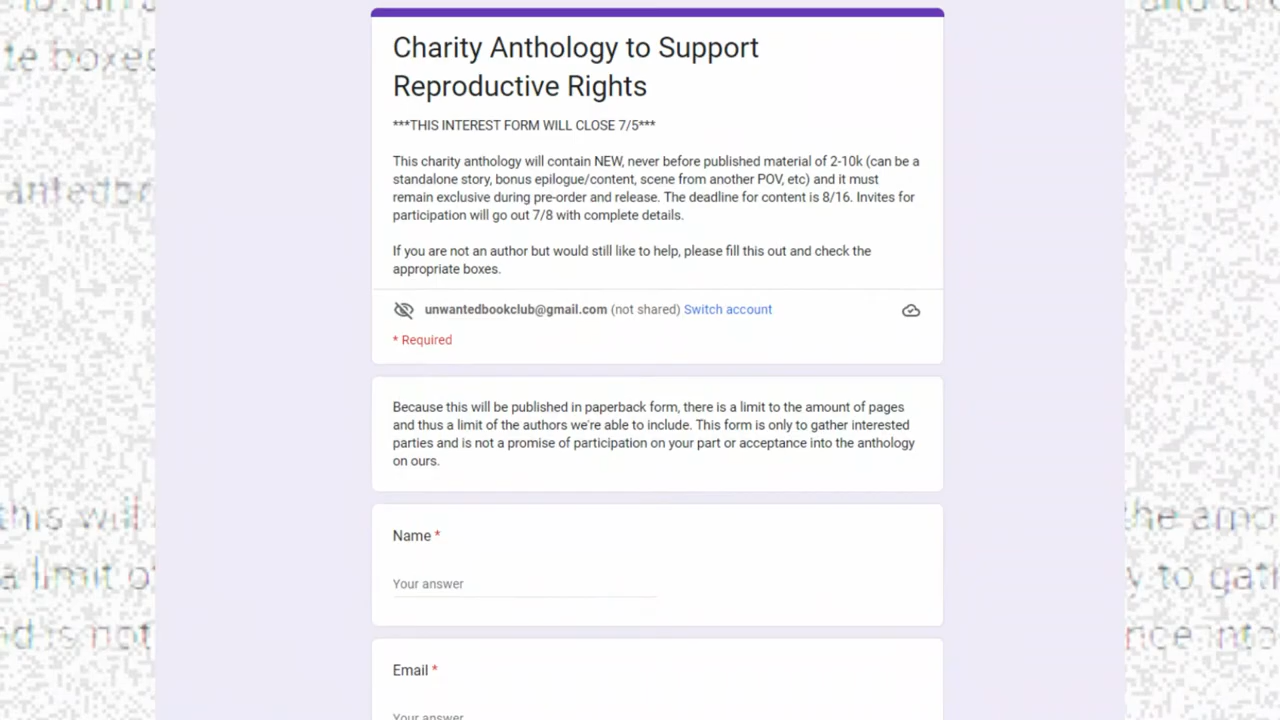 Charity Anthology to Support
Reproductive Rights
***THIS INTEREST FORM WILL CLOSE 7/5***
This charity anthology will contain NEW, never before published material of 2-10k (can be a
standalone story, bonus epilogue/content, scene from another POV, etc) and it must
remain exclusive during pre-order and release. The deadline for content is 8/16. Invites for
participation will go out 7/8 with complete details.
If you are not an author but would still like to help, please fill this out and check the
appropriate boxes.
unwantedbookclub@gmail.com (not shared) Switch account
* Required
Because this will be published in paperback form, there is a limit to the amount of pages
and thus a limit of the authors we're able to include. This form is only to gather interested
parties and is not a promise of participation on your part or acceptance into the anthology
on ours.
Name *
Your answer
Email *
Your answer